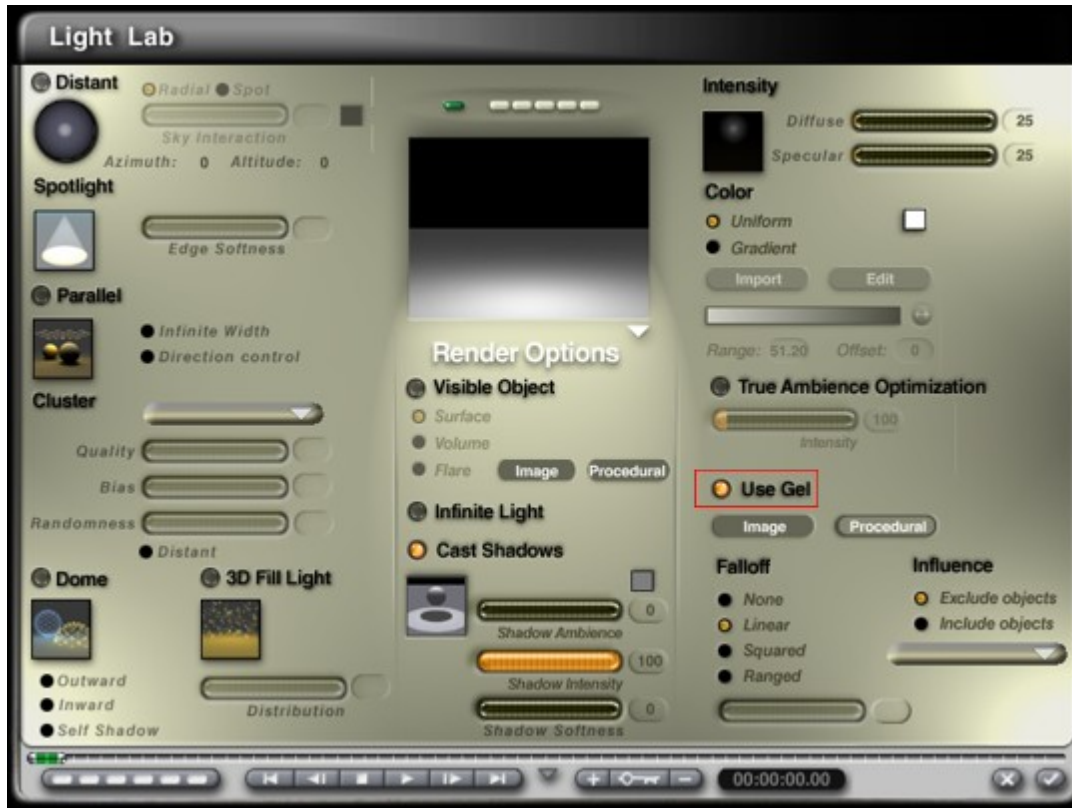 Light Lab
Distant
Radial Spot
Sky Interaction
Azimuth: 0 Altitude: 0
Spotlight
Edge Softness
Parallel
Infinite Width
Direction control
Cluster
Quality
Bias
Randomness
Distant
Dome
3D Fill Light
Outward
Inward
Self Shadow
Distribution
Render Options
Visible Object
Surface
Volume
Flare Image Procedural
Infinite Light
Cast Shadows
0
Shadow Ambience
100
Shadow Intensity
0
Shadow Softness
Intensity
Diffuse 25
Specular 25
Color
Uniform
Gradient
Import Edit
Range: 51.20 Offset: 0
True Ambience Optimization
100
Intensity
Use Gel
Image Procedural
Falloff
None
Linear
Squared
Ranged
Influence
Exclude objects
Include objects
00:00:00.00